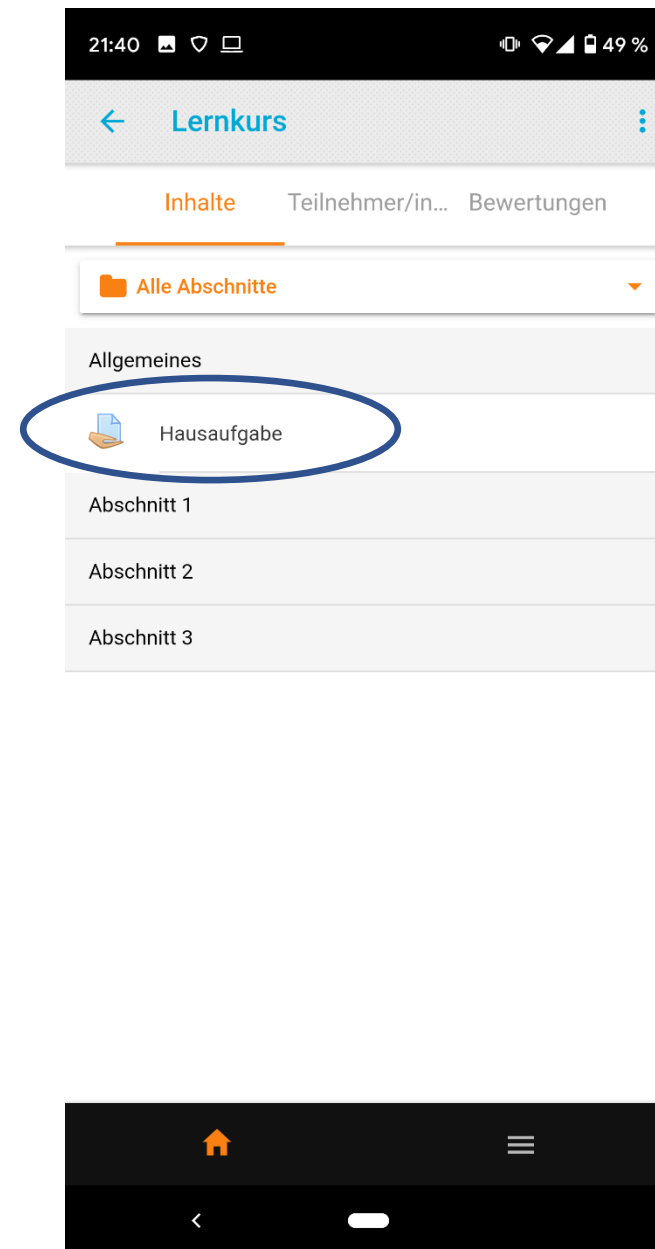 21:40 49 %
Lernkurs
Inhalte Teilnehmer/in... Bewertungen
Alle Abschnitte
Allgemeines
Hausaufgabe
Abschnitt 1
Abschnitt 2
Abschnitt 3